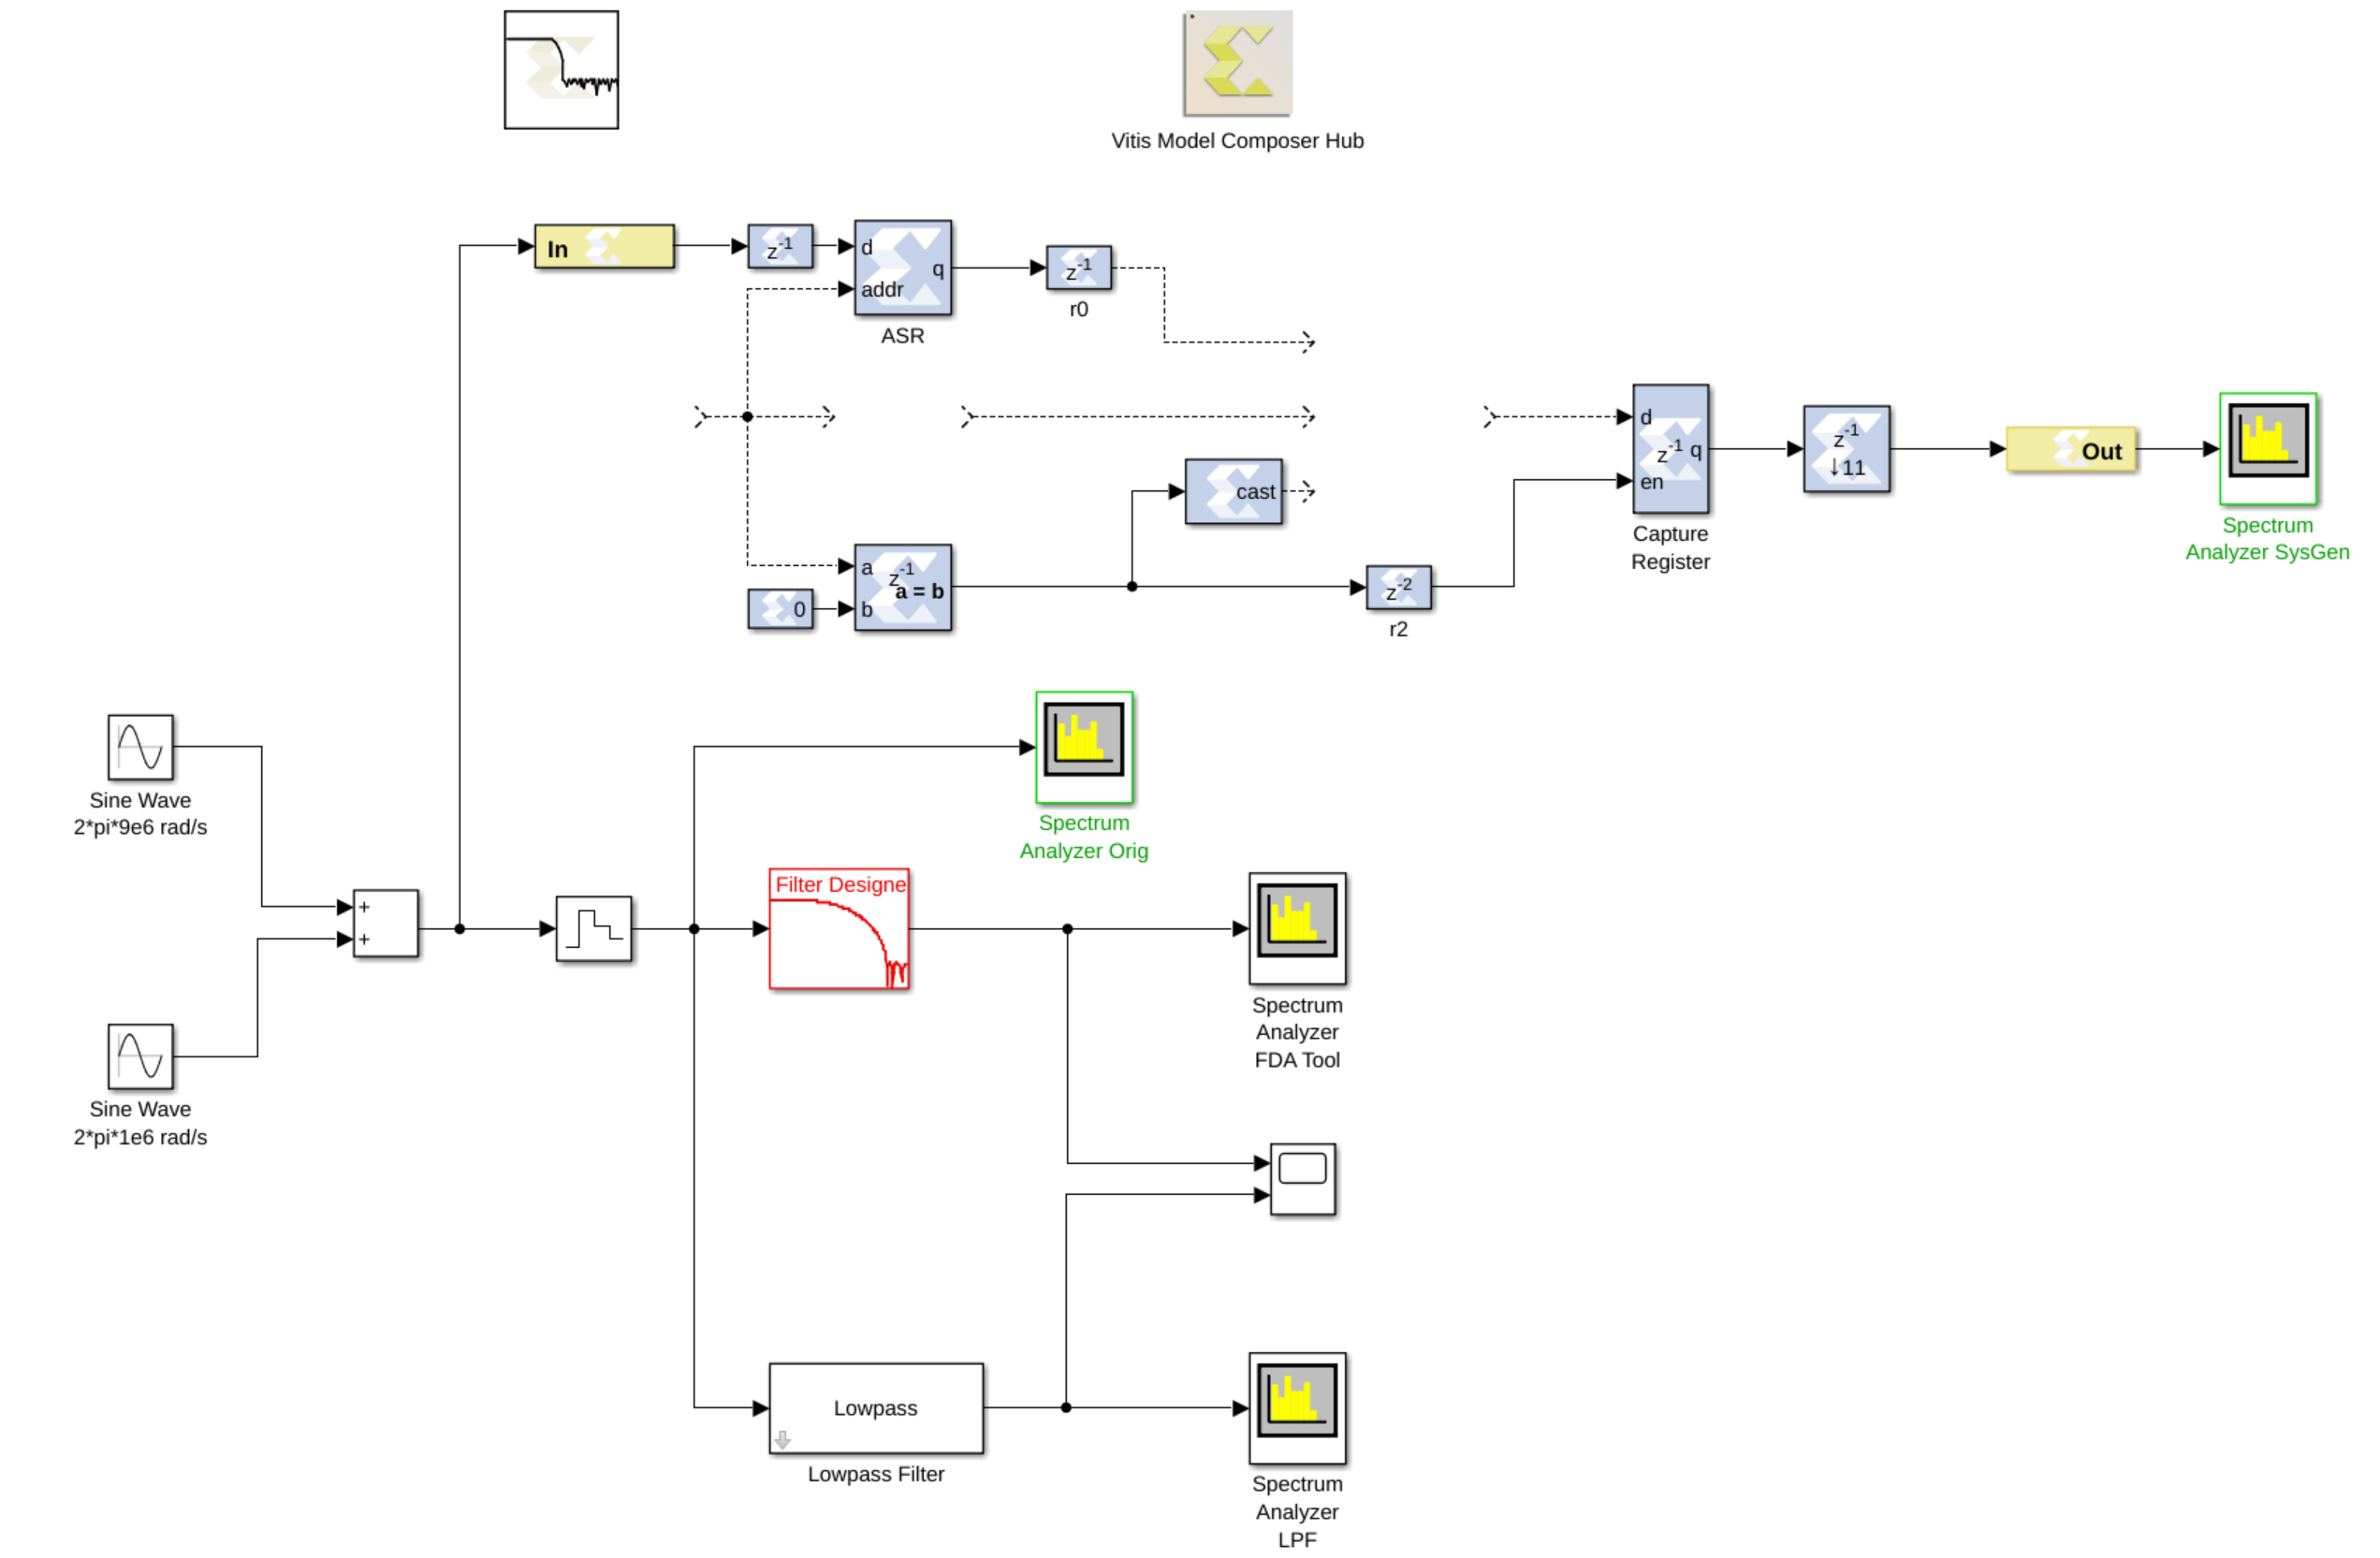 Vitis Model Composer Hub
In
z-1
d
addr
q
ASR
z-1
r0
cast
a
b
z-1
a = b
0
z-2
r2
d
en
z-1 q
Capture
Register
z-1
↓11
Out
Spectrum
Analyzer SysGen
Sine Wave
2*pi*9e6 rad/s
Spectrum
Analyzer Orig
+
+
Filter Designe
Spectrum
Analyzer
FDA Tool
Sine Wave
2*pi*1e6 rad/s
Lowpass
Lowpass Filter
Spectrum
Analyzer
LPF